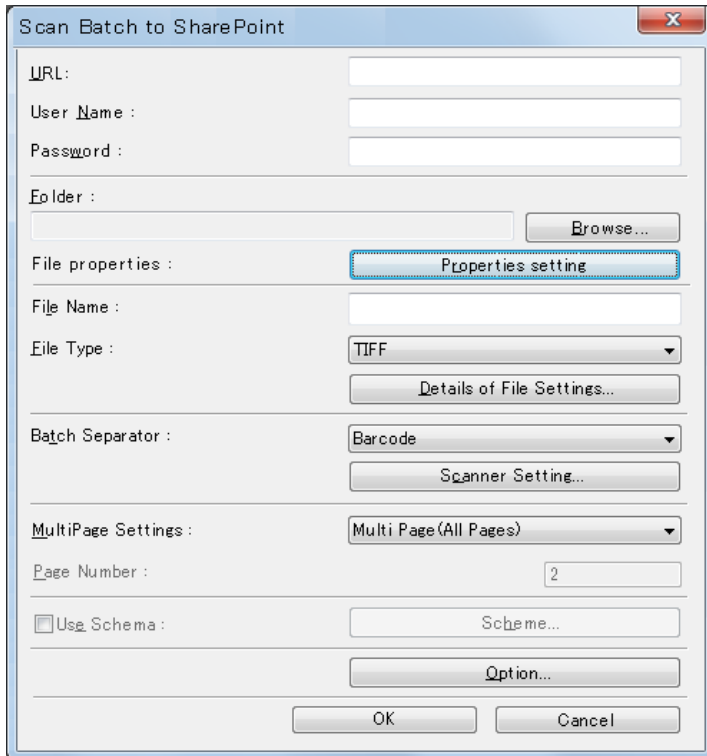 Scan Batch to SharePoint
URL:
User Name :
Password :
Folder :
Browse...
File properties : Properties setting
File Name :
File Type : TIFF
Details of File Settings...
Batch Separator : Barcode
Scanner Setting...
MultiPage Settings : Multi Page(All Pages)
Page Number : 2
Use Schema : Scheme...
Option...
OK Cancel